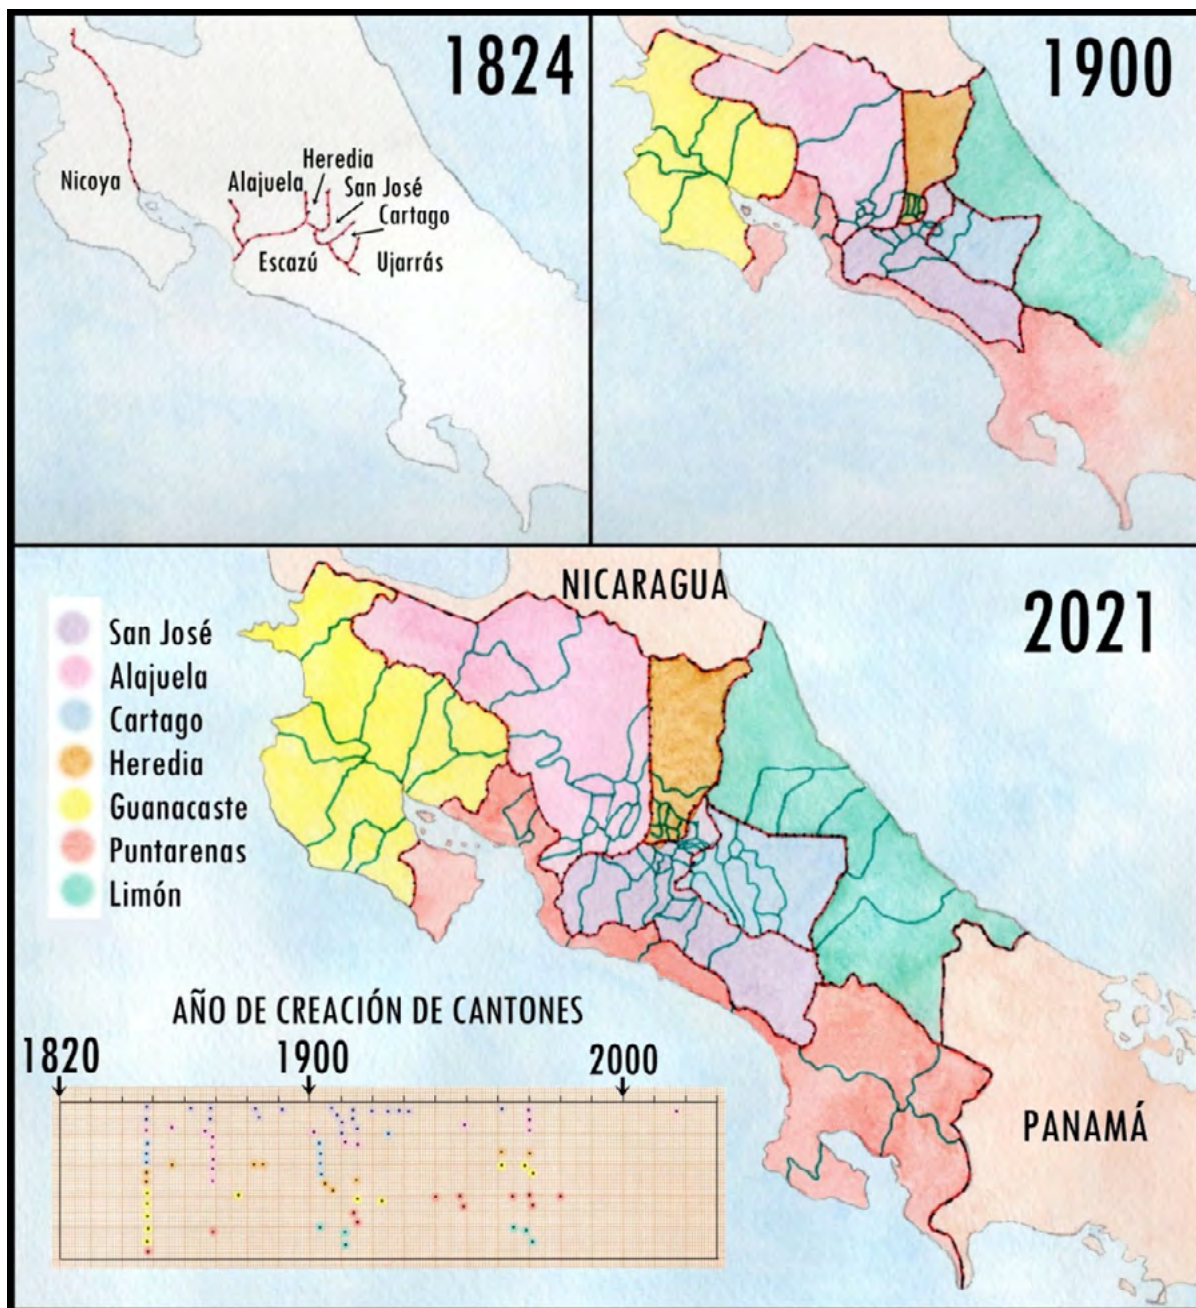 1824
Nicoya
Alajuela
Heredia
San José
Cartago
Escazú
Ujarrás
1900
NICARAGUA
2021
San José
Alajuela
Cartago
Heredia
Guanacaste
Puntarenas
Limón
AÑO DE CREACIÓN DE CANTONES
1820
1900
2000
PANAMÁ